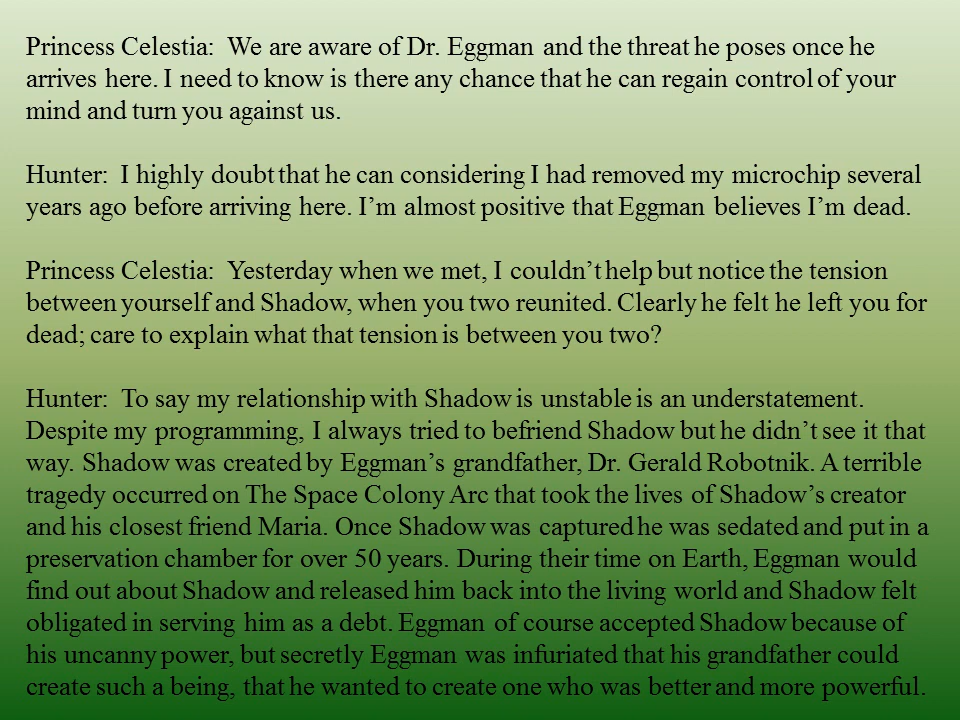 Princess Celestia:  We are aware of Dr. Eggman and the threat he poses once he
arrives here. I need to know is there any chance that he can regain control of your
mind and turn you against us.

Hunter:  I highly doubt that he can considering I had removed my microchip several
years ago before arriving here. I’m almost positive that Eggman believes I’m dead.

Princess Celestia:  Yesterday when we met, I couldn’t help but notice the tension
between yourself and Shadow, when you two reunited. Clearly he felt he left you for
dead; care to explain what that tension is between you two?

Hunter:  To say my relationship with Shadow is unstable is an understatement.
Despite my programming, I always tried to befriend Shadow but he didn’t see it that
way. Shadow was created by Eggman’s grandfather, Dr. Gerald Robotnik. A terrible
tragedy occurred on The Space Colony Arc that took the lives of Shadow’s creator
and his closest friend Maria. Once Shadow was captured he was sedated and put in a
preservation chamber for over 50 years. During their time on Earth, Eggman would
find out about Shadow and released him back into the living world and Shadow felt
obligated in serving him as a debt. Eggman of course accepted Shadow because of
his uncanny power, but secretly Eggman was infuriated that his grandfather could
create such a being, that he wanted to create one who was better and more powerful.